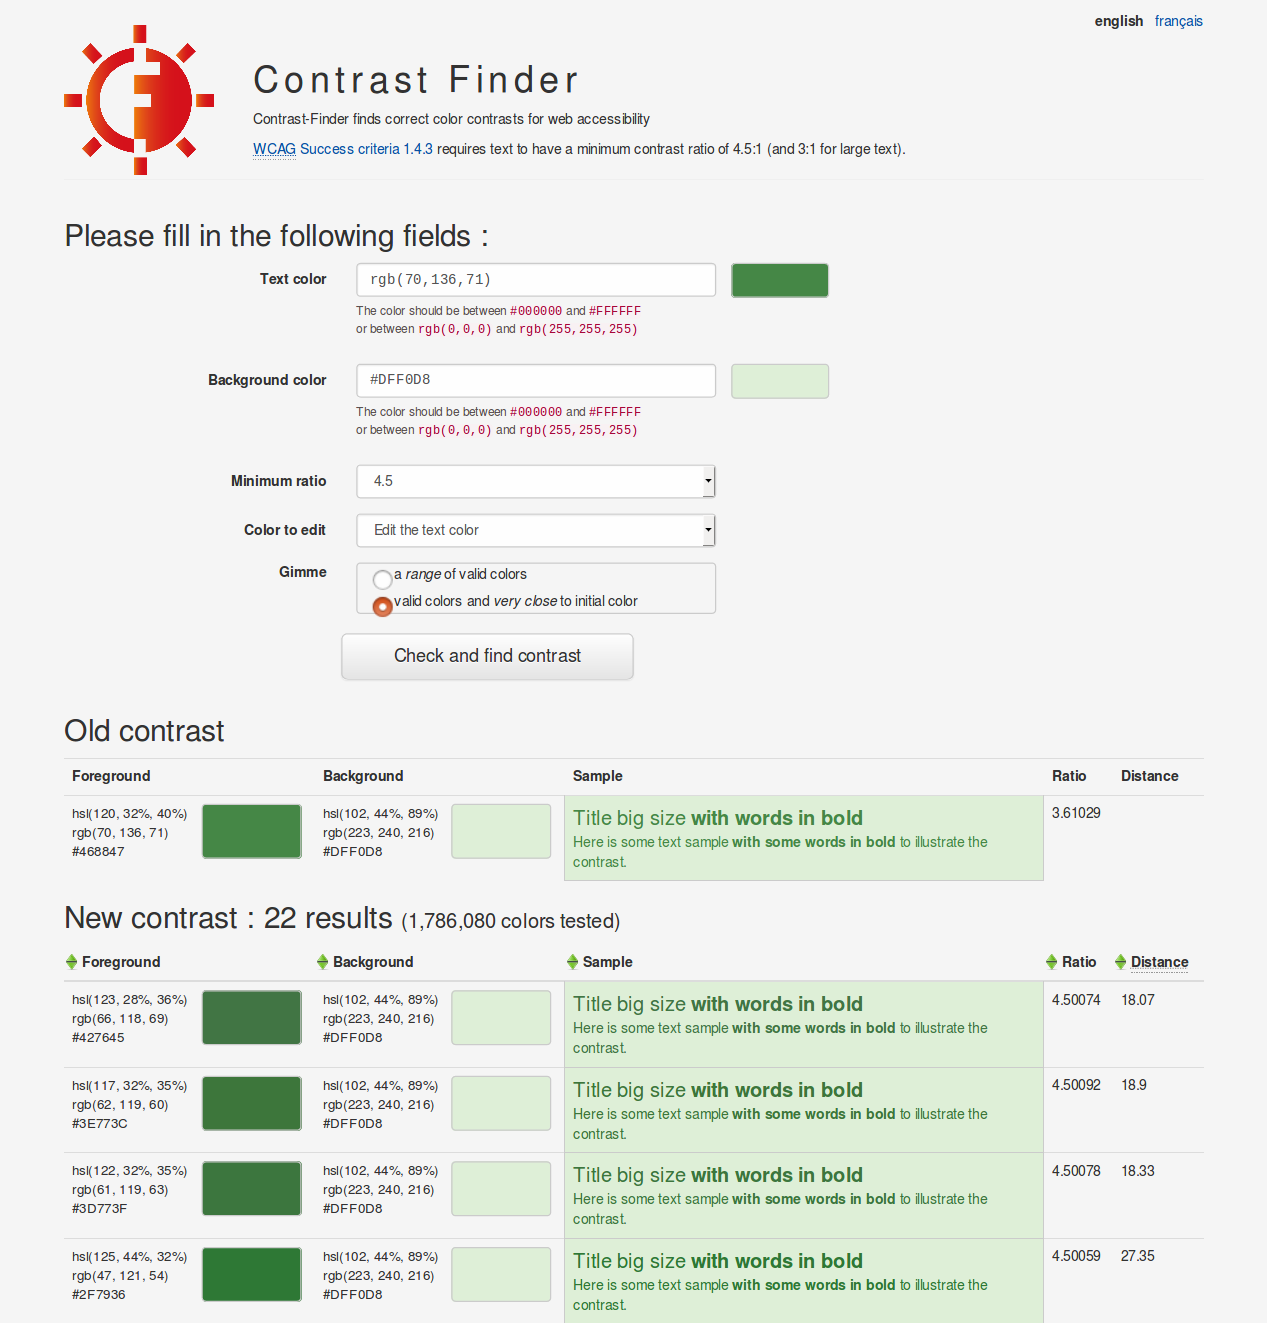 english français
Contrast Finder
Contrast-Finder finds correct color contrasts for web accessibility
WCAG Success criteria 1.4.3 requires text to have a minimum contrast ratio of 4.5:1 (and 3:1 for large text).
Please fill in the following fields :
Text color rgb(70,136,71)
The color should be between #000000 and #FFFFFF
or between rgb(0,0,0) and rgb(255,255,255)
Background color #DFF0D8
The color should be between #000000 and #FFFFFF
or between rgb(0,0,0) and rgb(255,255,255)
Minimum ratio 4.5
Color to edit Edit the text color
Gimme a range of valid colors
valid colors and very close to initial color
Check and find contrast
Old contrast
Foreground Background Sample Ratio Distance
hsl(120, 32%, 40%) hsl(102, 44%, 89%) Title big size with words in bold 3.61029
rgb(70, 136, 71) rgb(223, 240, 216) Here is some text sample with some words in bold to illustrate the
#468847 #DFF0D8 contrast.
New contrast : 22 results (1,786,080 colors tested)
Foreground Background Sample Ratio Distance
hsl(123, 28%, 36%) hsl(102, 44%, 89%) Title big size with words in bold 4.50074 18.07
rgb(66, 118, 69) rgb(223, 240, 216) Here is some text sample with some words in bold to illustrate the
#427645 #DFF0D8 contrast.
hsl(117, 32%, 35%) hsl(102, 44%, 89%) Title big size with words in bold 4.50092 18.9
rgb(62, 119, 60) rgb(223, 240, 216) Here is some text sample with some words in bold to illustrate the
#3E773C #DFF0D8 contrast.
hsl(122, 32%, 35%) hsl(102, 44%, 89%) Title big size with words in bold 4.50078 18.33
rgb(61, 119, 63) rgb(223, 240, 216) Here is some text sample with some words in bold to illustrate the
#3D773F #DFF0D8 contrast.
hsl(125, 44%, 32%) hsl(102, 44%, 89%) Title big size with words in bold 4.50059 27.35
rgb(47, 121, 54) rgb(223, 240, 216) Here is some text sample with some words in bold to illustrate the
#2F7936 #DFF0D8 contrast.